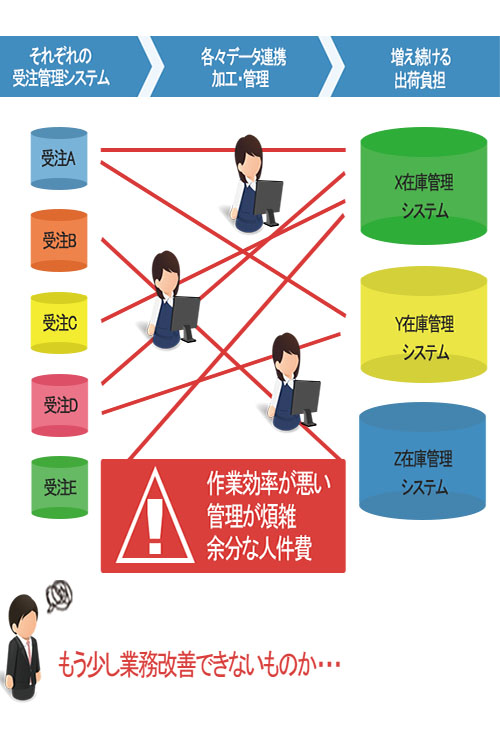 それぞれの
受注管理システム
各々データ連携
加工・管理
増え続ける
出荷負担
受注A
受注B
受注C
受注D
受注E
X在庫管理
システム
Y在庫管理
システム
Z在庫管理
システム
!
作業効率が悪い
管理が煩雑
余分な人件費
もう少し業務改善できないものか・・・